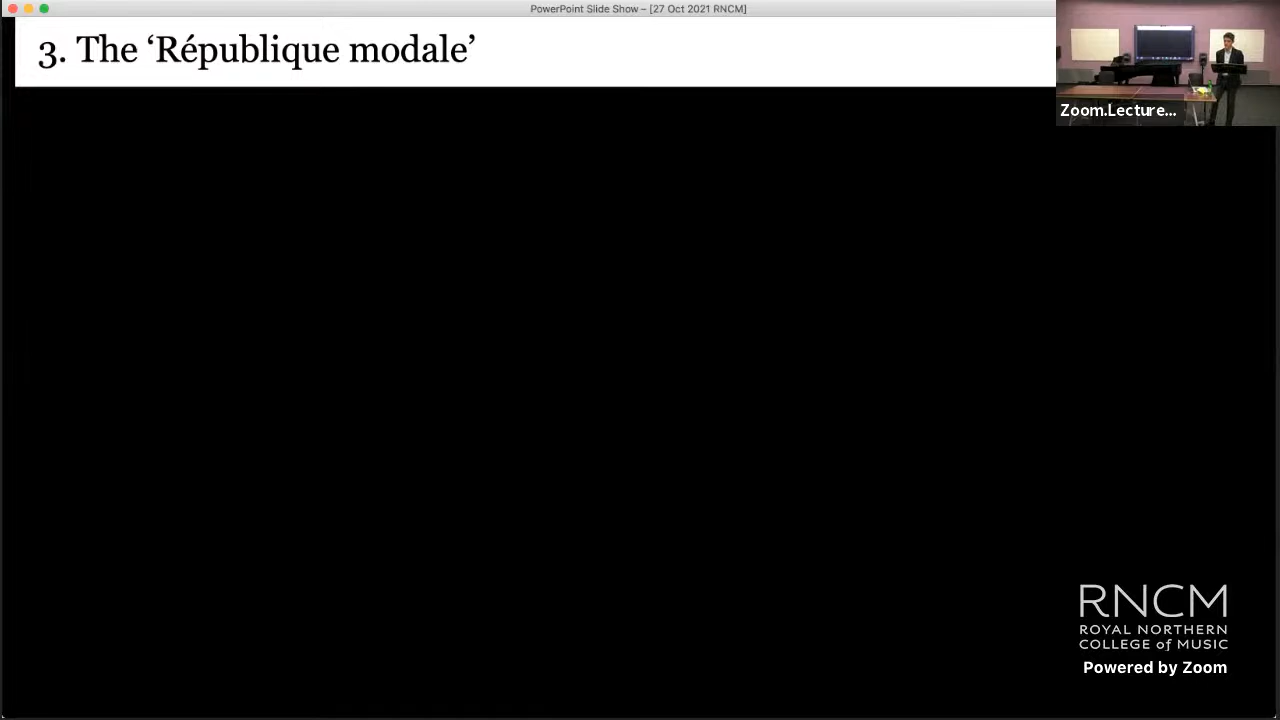 PowerPoint Slide Show – [27 Oct 2021 RNCM]
3. The ‘République modale’
Zoom.Lecture...
RNCM
ROYAL NORTHERN
COLLEGE of MUSIC
Powered by Zoom